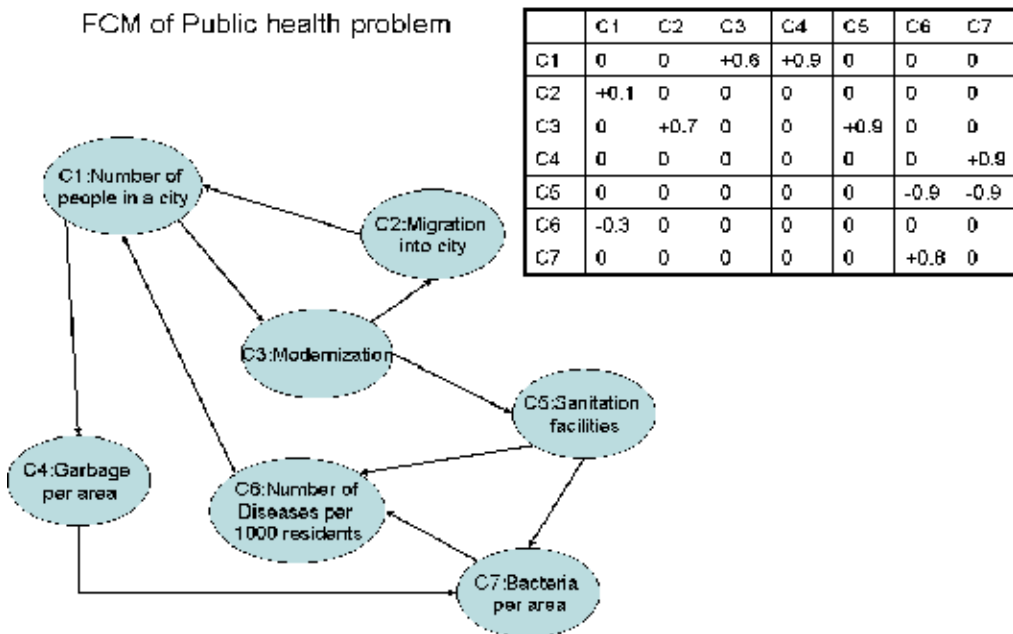 FCM of Public health problem
C1 C2 C3 C4 C5 C6 C7
C1 0 0 +0.6 +0.9 0 0 0
C2 +0.1 0 0 0 0 0 0
C3 0 +0.7 0 0 +0.9 0 0
C4 0 0 0 0 0 0 +0.9
C5 0 0 0 0 0 -0.9 -0.9
C6 -0.3 0 0 0 0 0 0
C7 0 0 0 0 0 +0.8 0
C1:Number of
people in a city
C2:Migration
into city
C3:Modernization
C5:Sanitation
facilities
C4:Garbage
per area
C6:Number of
Diseases per
1000 residents
C7:Bacteria
per area